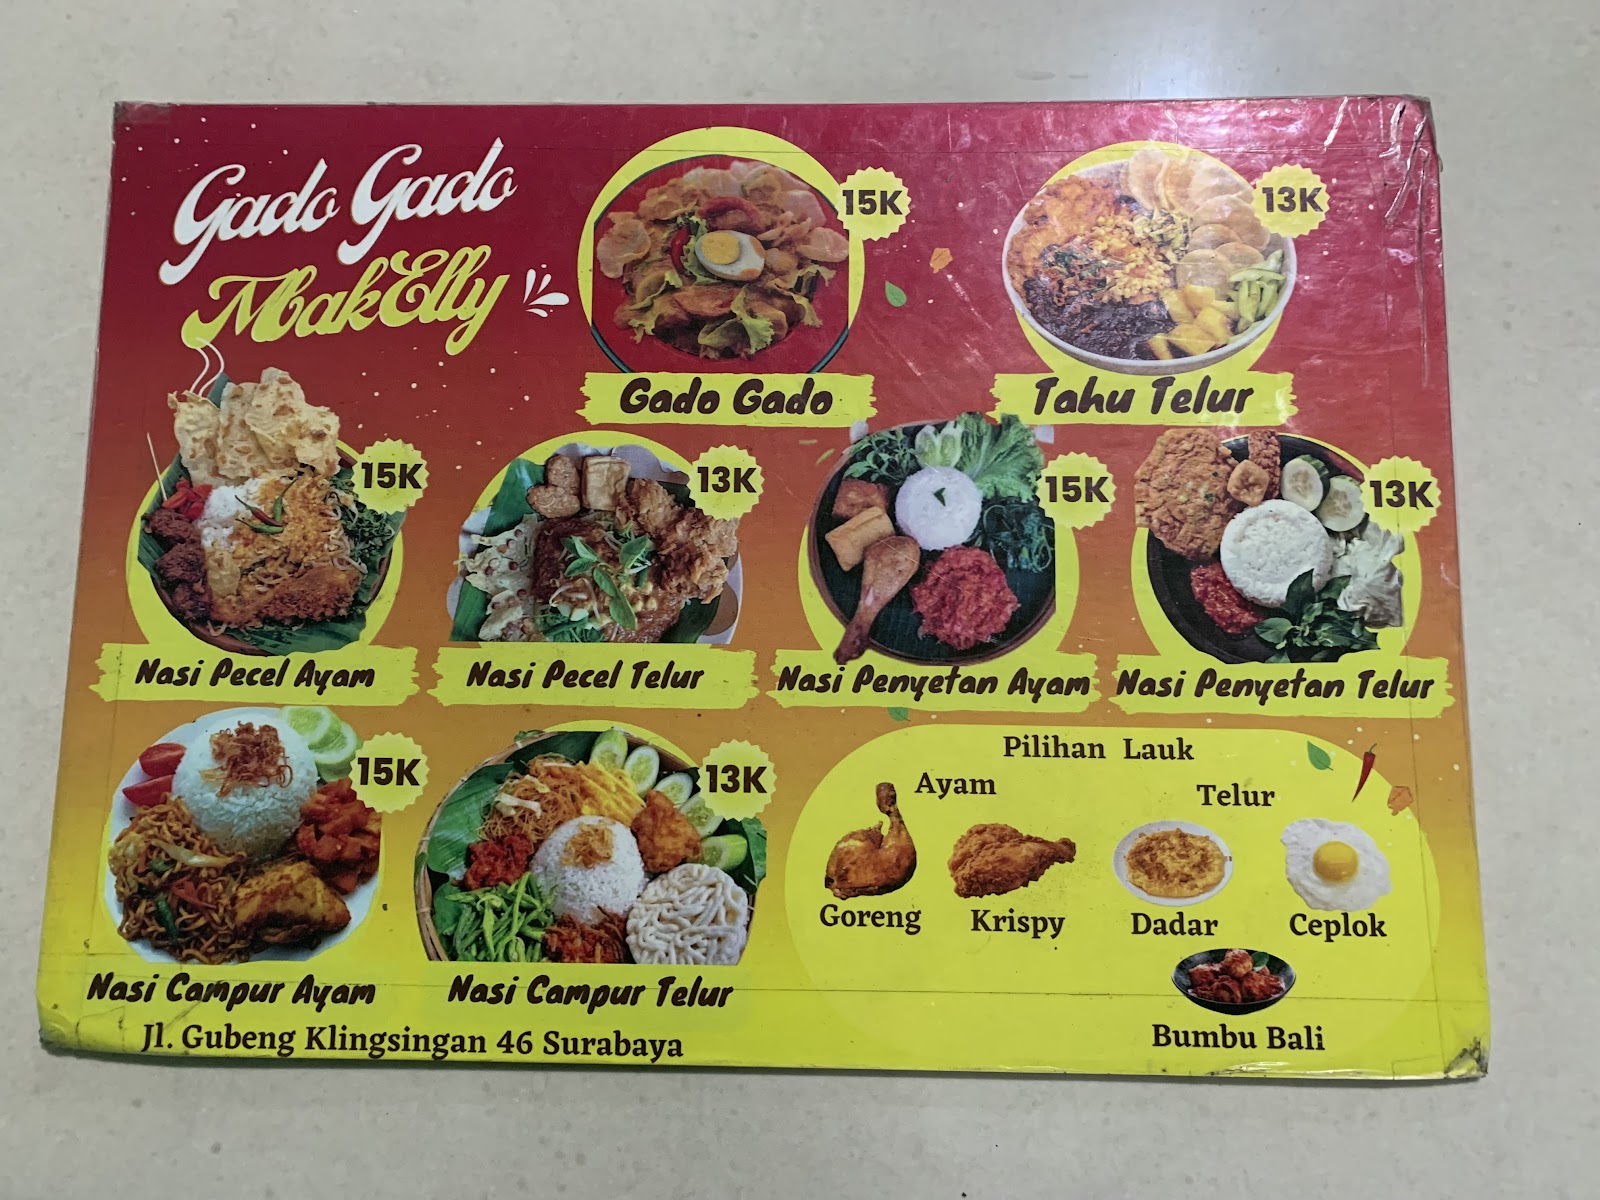 Gado Gado
MakElly
15K
Gado Gado
13K
Tahu Telur
15K
Nasi Pecel Ayam
13K
Nasi Pecel Telur
15K
Nasi Penyetan Ayam
13K
Nasi Penyetan Telur
15K
Nasi Campur Ayam
13K
Nasi Campur Telur
Pilihan Lauk
Ayam
Goreng
Krispy
Telur
Dadar
Ceplok
Bumbu Bali
Jl. Gubeng Klingsingan 46 Surabaya